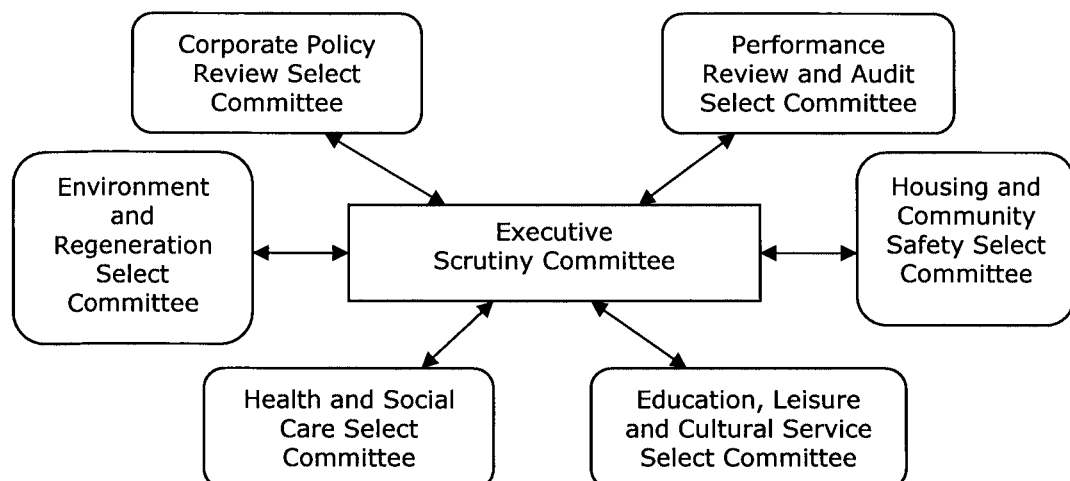 Corporate Policy
Review Select
Committee
Performance
Review and Audit
Select Committee
Environment
and
Regeneration
Select
Committee
Executive
Scrutiny Committee
Housing and
Community
Safety Select
Committee
Health and Social
Care Select
Committee
Education, Leisure
and Cultural Service
Select Committee